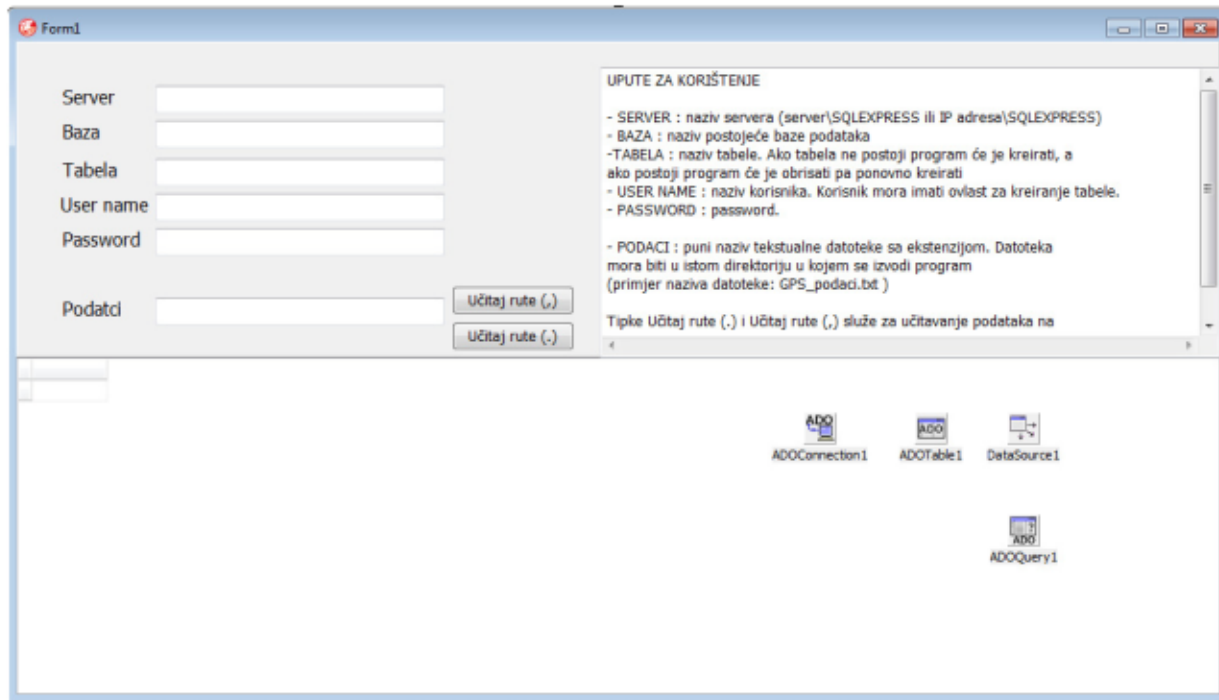 Form1
Server
Baza
Tabela
User name
Password
Podatci
Učitaj rute (,)
Učitaj rute (.)
UPUTE ZA KORIŠTENJE
- SERVER : naziv servera (server\SQLEXPRESS ili IP adresa\SQLEXPRESS)
- BAZA : naziv postojeće baze podataka
-TABELA : naziv tabele. Ako tabela ne postoji program će je kreirati, a
ako postoji program će je obrisati pa ponovno kreirati
- USER NAME : naziv korisnika. Korisnik mora imati ovlast za kreiranje tabele.
- PASSWORD : password.
- PODACI : puni naziv tekstualne datoteke sa ekstenzijom. Datoteka
mora biti u istom direktoriju u kojem se izvodi program
(primjer naziva datoteke: GPS_podaci.txt )
Tipke Učitaj rute (.) i Učitaj rute (,) služe za učitavanje podataka na
ADO
ADOConnection1
ADO
ADOTable1
DataSource1
ADO
ADOQuery1